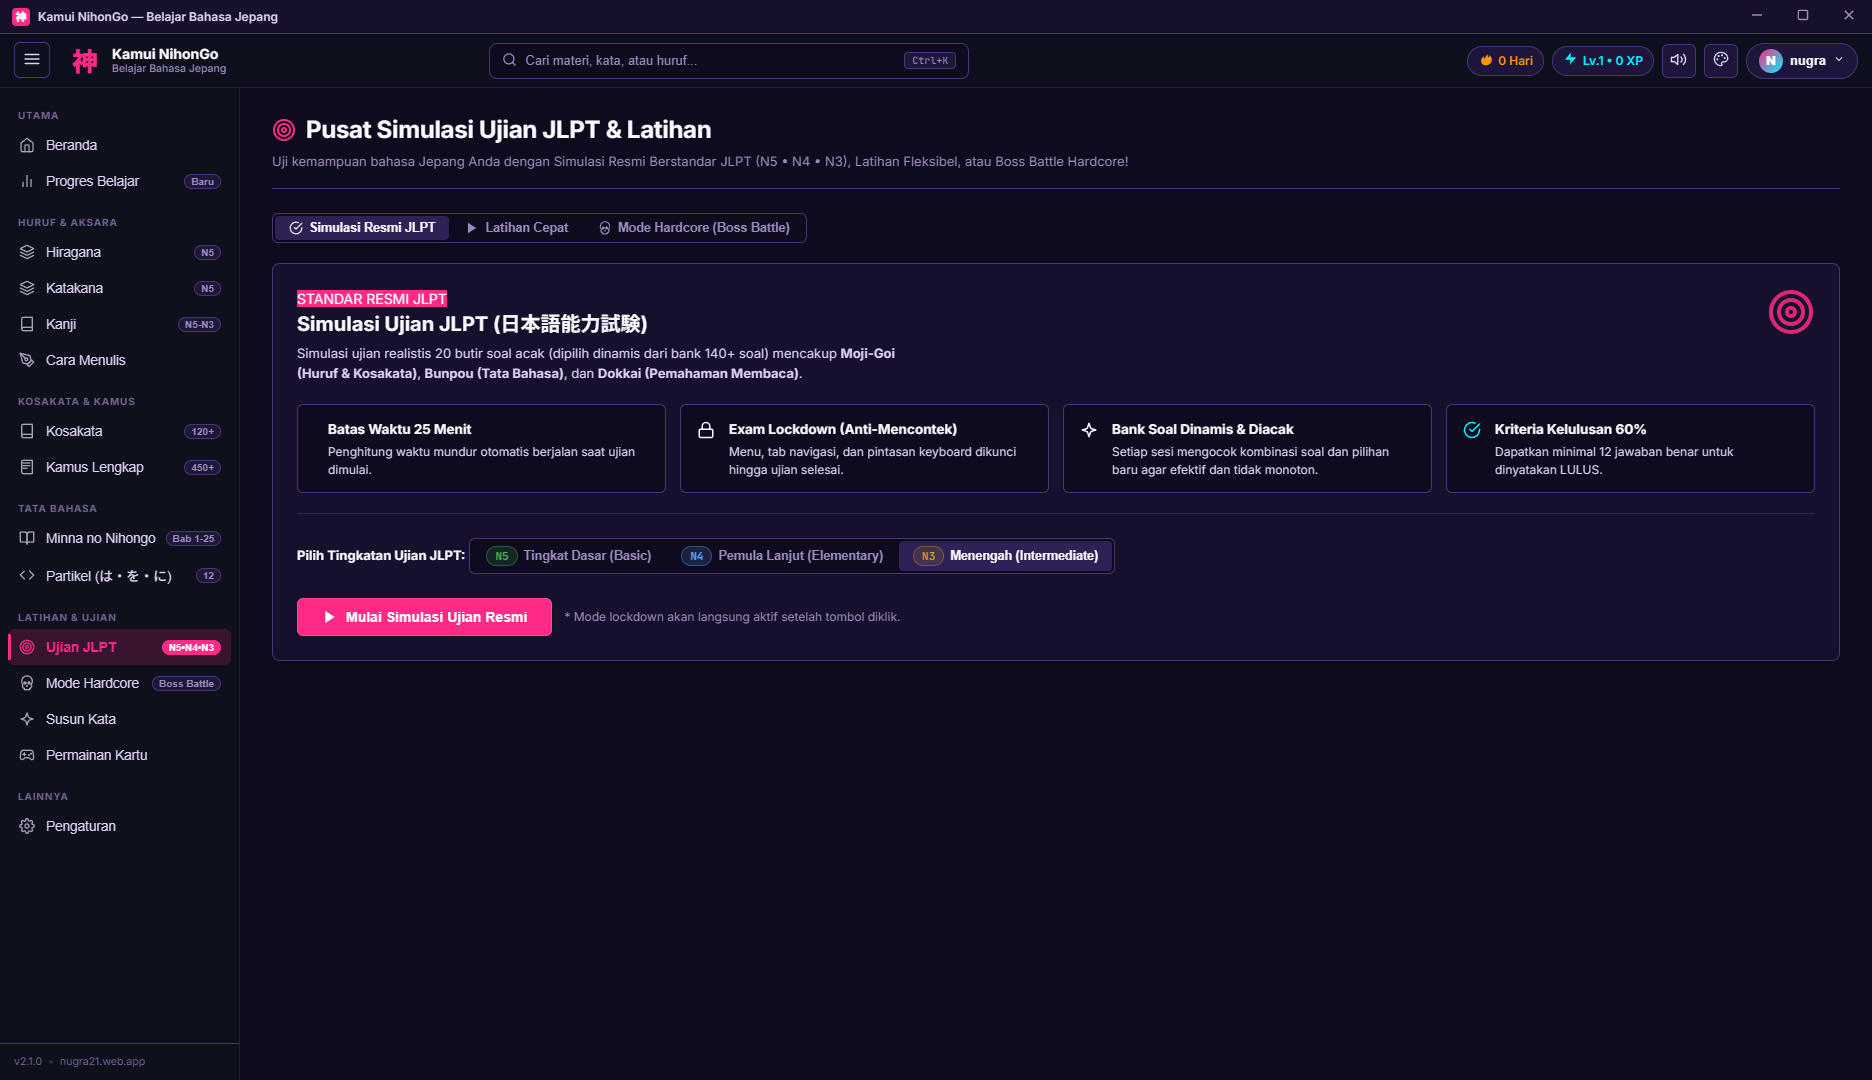 神 Kamui NihonGo — Belajar Bahasa Jepang
神 Kamui NihonGo
Belajar Bahasa Jepang
Cari materi, kata, atau huruf... Ctrl+K
0 Hari
Lv.1 • 0 XP
N nugra
UTAMA
Beranda
Progres Belajar Baru
HURUF & AKSARA
Hiragana N5
Katakana N5
Kanji N5-N3
Cara Menulis
KOSAKATA & KAMUS
Kosakata 120+
Kamus Lengkap 450+
TATA BAHASA
Minna no Nihongo Bab 1-25
Partikel (は・を・に) 12
LATIHAN & UJIAN
Ujian JLPT N5•N4•N3
Mode Hardcore Boss Battle
Susun Kata
Permainan Kartu
LAINNYA
Pengaturan
v2.1.0 • nugra21.web.app
Pusat Simulasi Ujian JLPT & Latihan
Uji kemampuan bahasa Jepang Anda dengan Simulasi Resmi Berstandar JLPT (N5 • N4 • N3), Latihan Fleksibel, atau Boss Battle Hardcore!
Simulasi Resmi JLPT
Latihan Cepat
Mode Hardcore (Boss Battle)
STANDAR RESMI JLPT
Simulasi Ujian JLPT (日本語能力試験)
Simulasi ujian realistis 20 butir soal acak (dipilih dinamis dari bank 140+ soal) mencakup Moji-Goi
(Huruf & Kosakata), Bunpou (Tata Bahasa), dan Dokkai (Pemahaman Membaca).
Batas Waktu 25 Menit
Penghitung waktu mundur otomatis berjalan saat ujian
dimulai.
Exam Lockdown (Anti-Mencontek)
Menu, tab navigasi, dan pintasan keyboard dikunci
hingga ujian selesai.
Bank Soal Dinamis & Diacak
Setiap sesi mengocok kombinasi soal dan pilihan
baru agar efektif dan tidak monoton.
Kriteria Kelulusan 60%
Dapatkan minimal 12 jawaban benar untuk
dinyatakan LULUS.
Pilih Tingkatan Ujian JLPT: N5 Tingkat Dasar (Basic) N4 Pemula Lanjut (Elementary) N3 Menengah (Intermediate)
Mulai Simulasi Ujian Resmi
* Mode lockdown akan langsung aktif setelah tombol diklik.